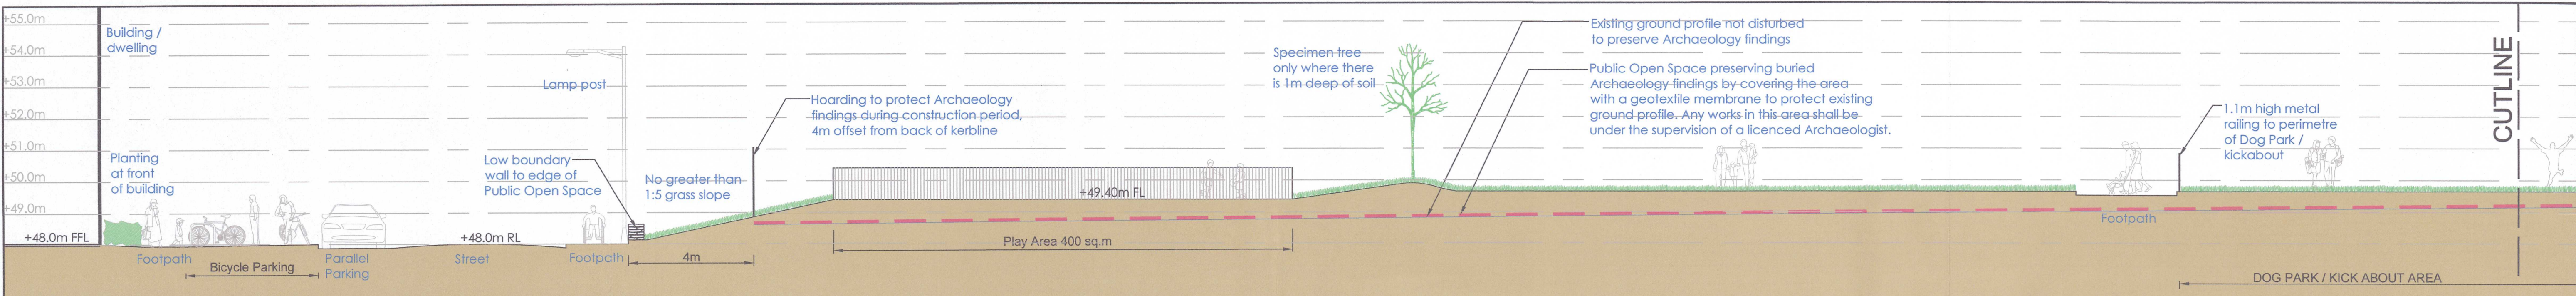 +55.0m
+54.0m
+53.0m
+52.0m
+51.0m
+50.0m
+49.0m
+48.0m FFL
Building /
dwelling
Planting
at front
of building
Footpath
Bicycle Parking
Parallel
Parking
+48.0m RL
Street
Lamp post
Low boundary
wall to edge of
Public Open Space
Footpath
4m
No greater than
1:5 grass slope
Hoarding to protect Archaeology
findings during construction period,
4m offset from back of kerbline
+49.40m FL
Play Area 400 sq.m
Specimen tree
only where there
is 1m deep of soil
Existing ground profile not disturbed
to preserve Archaeology findings
Public Open Space preserving buried
Archaeology findings by covering the area
with a geotextile membrane to protect existing
ground profile. Any works in this area shall be
under the supervision of a licenced Archaeologist.
Footpath
1.1m high metal
railing to perimetre
of Dog Park /
kickabout
CUTLINE
DOG PARK / KICK ABOUT AREA